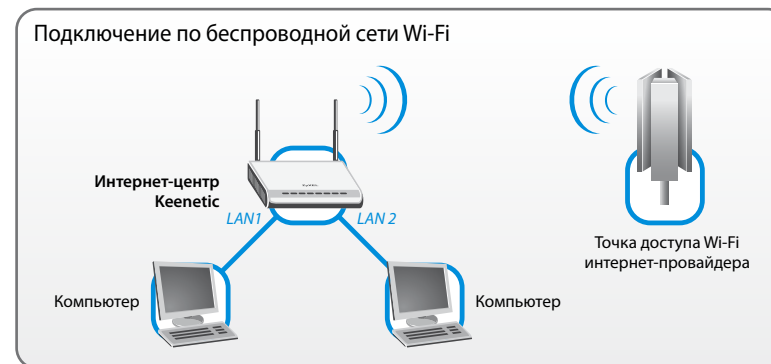 Подключение по беспроводной сети Wi-Fi
Интернет-центр
Keenetic
LAN1
LAN 2
ZyXEL
Точка доступа Wi-Fi
интернет-провайдера
Компьютер
Компьютер